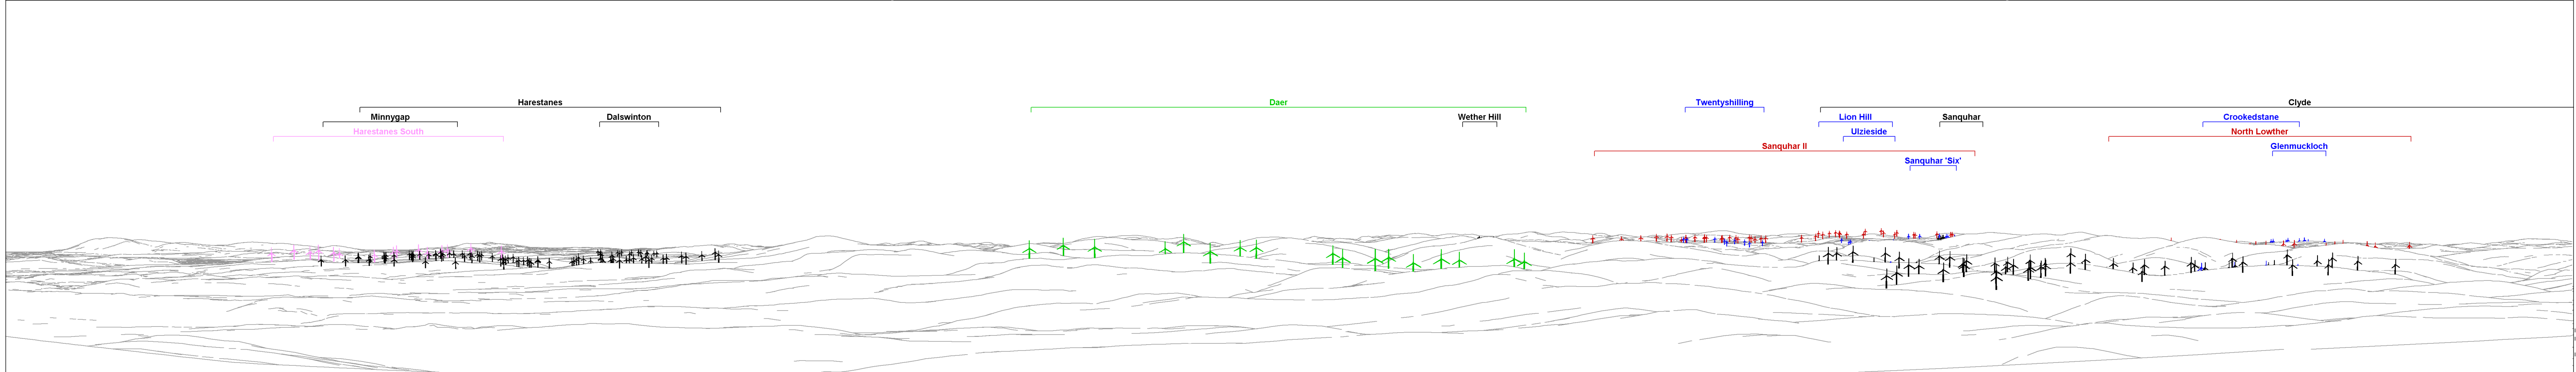 Harestanes
Daer
Twentyshilling
Clyde
Minnygap
Dalswinton
Wether Hill
Lion Hill
Sanquhar
Crookedstane
Harestanes South
Ulzieside
North Lowther
Sanquhar II
Glenmuckloch
Sanquhar 'Six'